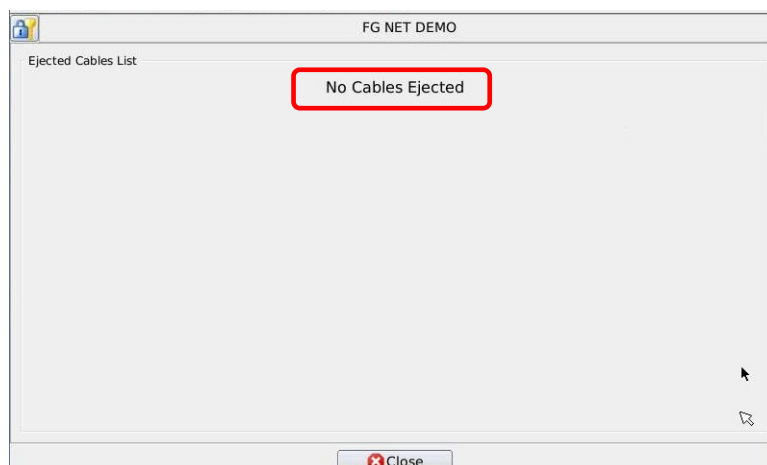 FG NET DEMO
Ejected Cables List
No Cables Ejected
Close